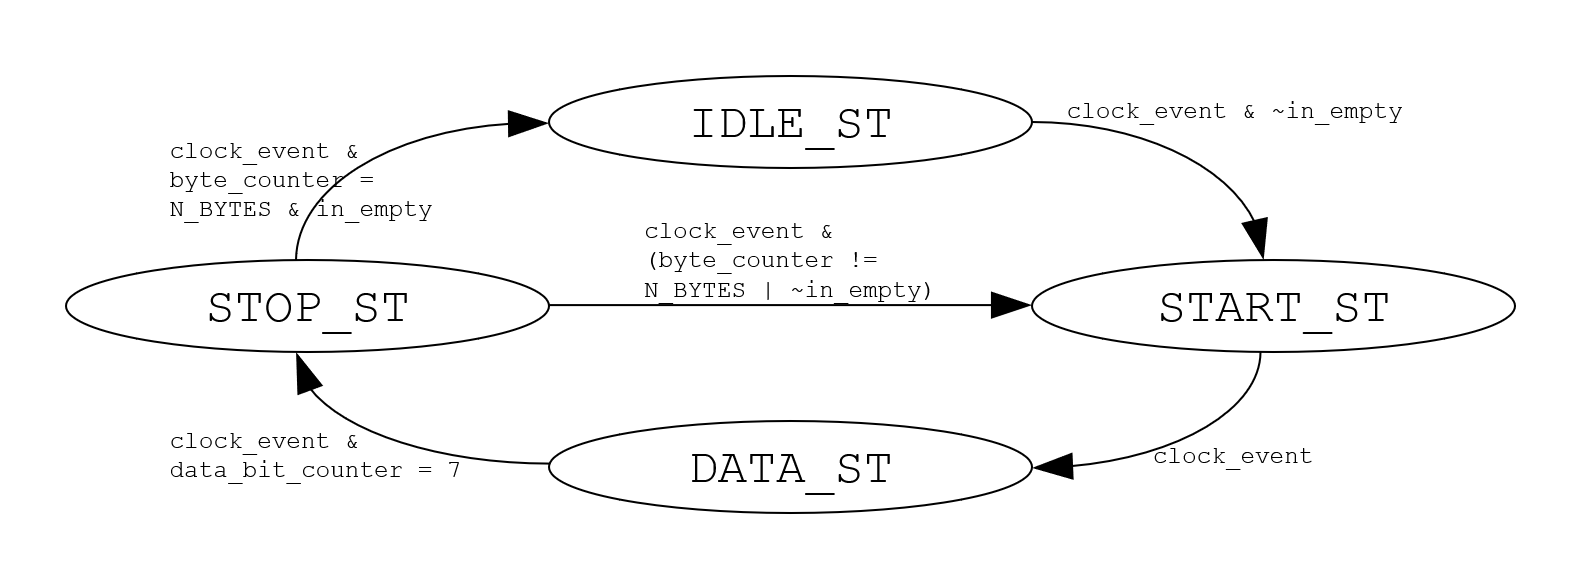 IDLE_ST
clock_event & ~in_empty
clock_event &
byte_counter =
N_BYTES & in_empty
clock_event &
(byte_counter !=
N_BYTES | ~in_empty)
STOP_ST
START_ST
clock_event &
data_bit_counter = 7
DATA_ST
clock_event